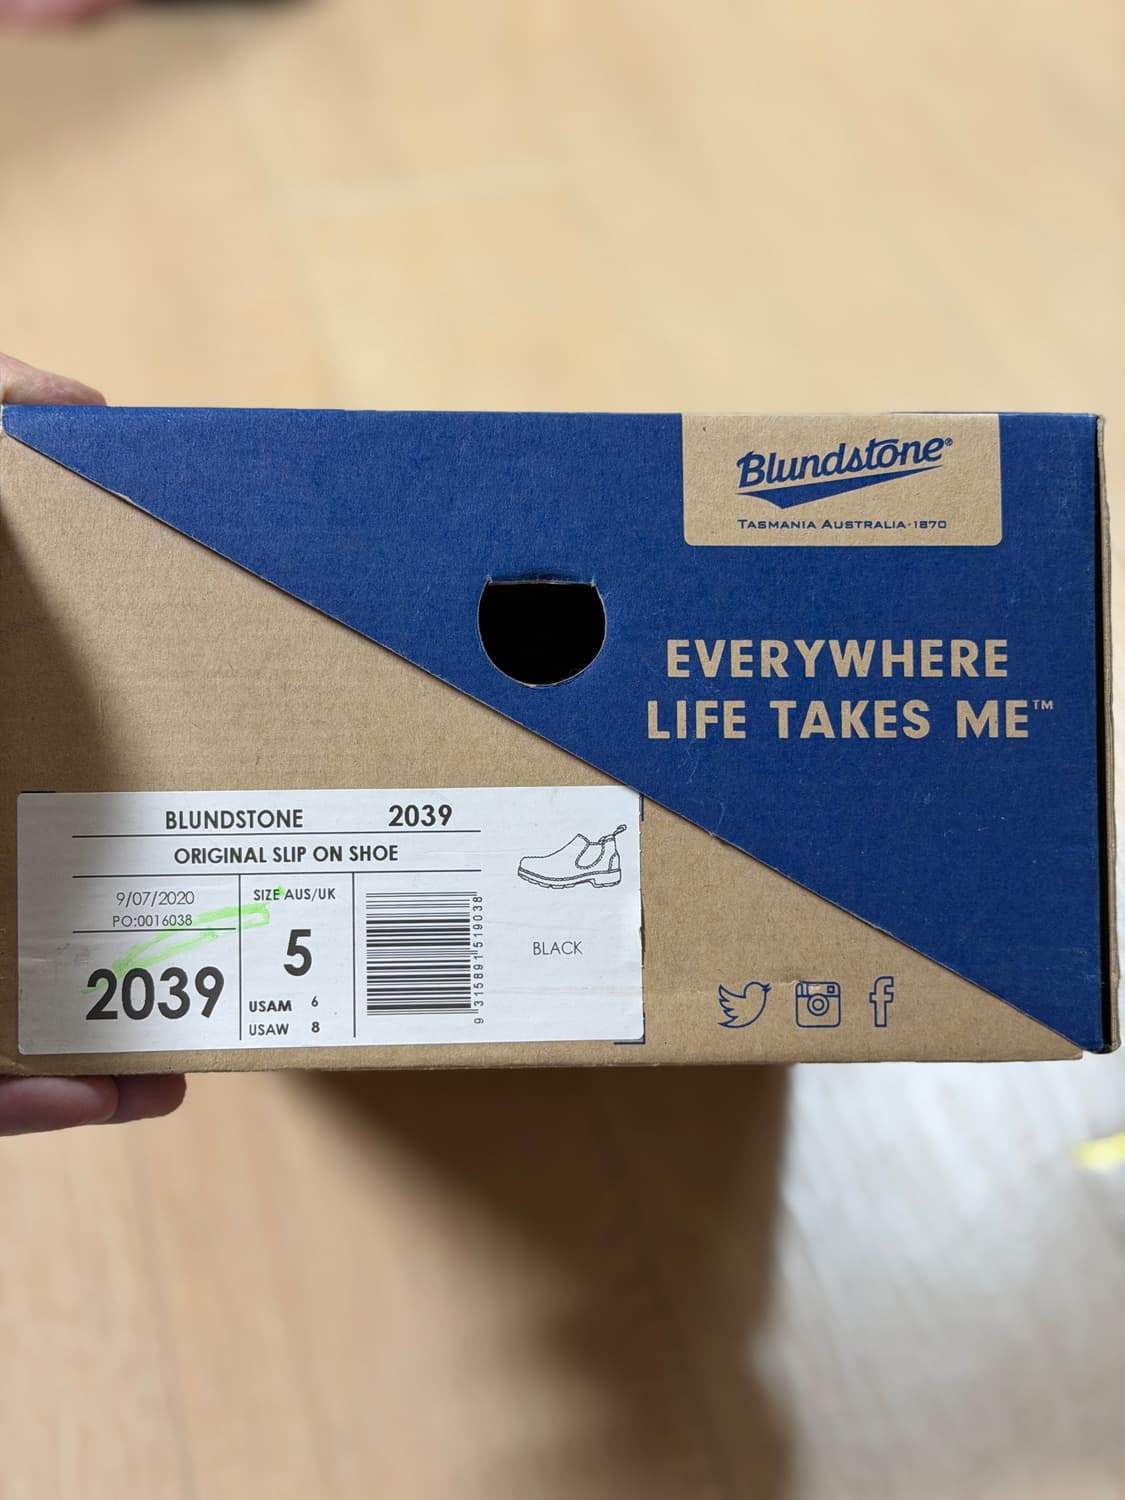 Blundstone®
TASMANIA AUSTRALIA·1870
EVERYWHERE
LIFE TAKES ME™
BLUNDSTONE 2039
ORIGINAL SLIP ON SHOE
9/07/2020
PO:0016038
2039
SIZE AUS/UK
5
USAM 6
USAW 8
9 315891 519038
BLACK